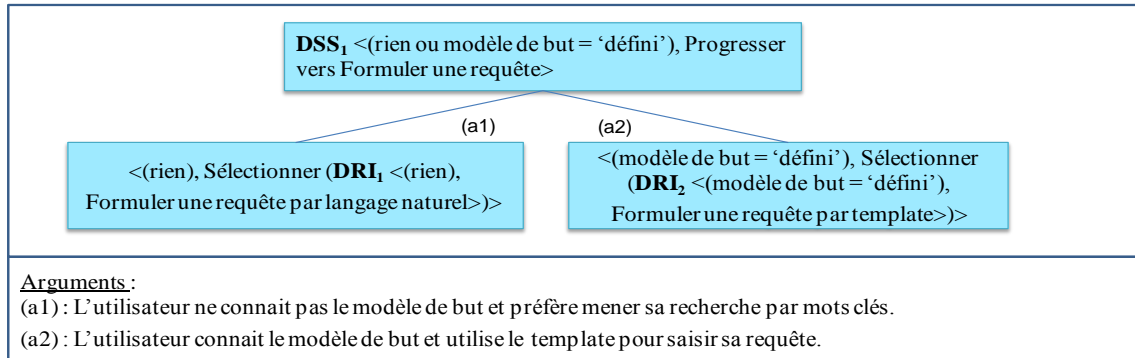 DSS1 <(rien ou modèle de but = ‘défini’), Progresser
vers Formuler une requête>
(a1)
(a2)
<(rien), Sélectionner (DRI1 <(rien),
Formuler une requête par langage naturel>)>
<(modèle de but = ‘défini’), Sélectionner
(DRI2 <(modèle de but = ‘défini’),
Formuler une requête par template>)>
Arguments :
(a1) : L’utilisateur ne connait pas le modèle de but et préfère mener sa recherche par mots clés.
(a2) : L’utilisateur connait le modèle de but et utilise le template pour saisir sa requête.